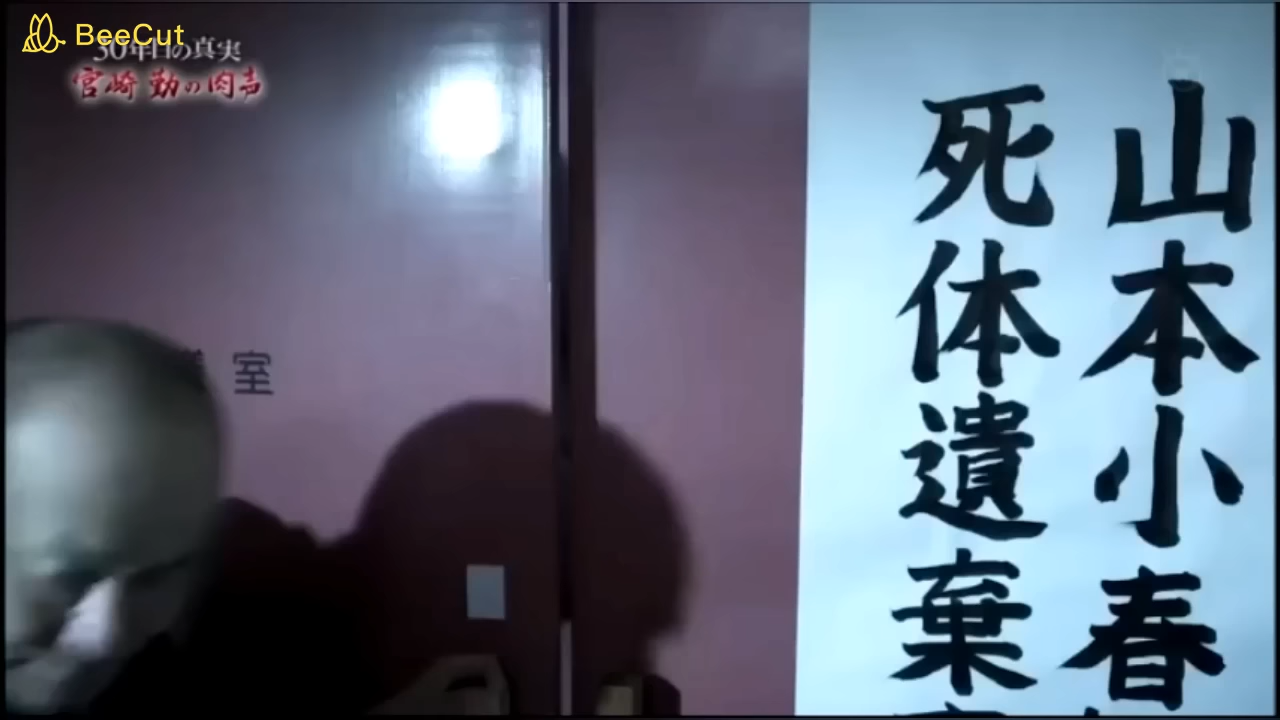 BeeCut
30年目の真実
宮崎 勤の肉声
室
山本小春
死体遺棄